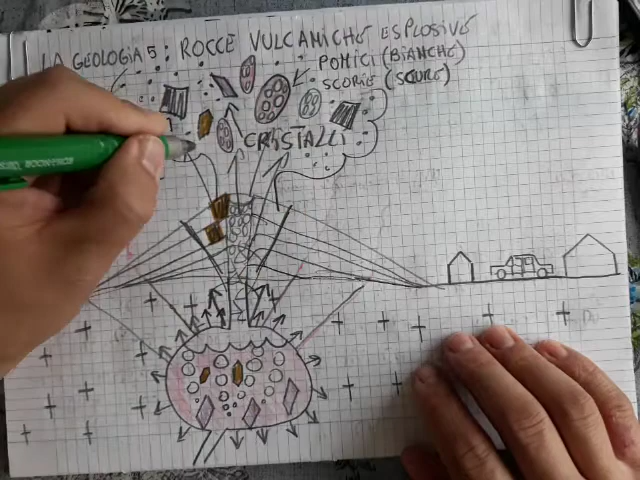 LA GEOLOGIA 5: ROCCE VULCANICHE ESPLOSIVE
POMICI (BIANCHE)
SCORIE (SCURE)
CRISTALLI